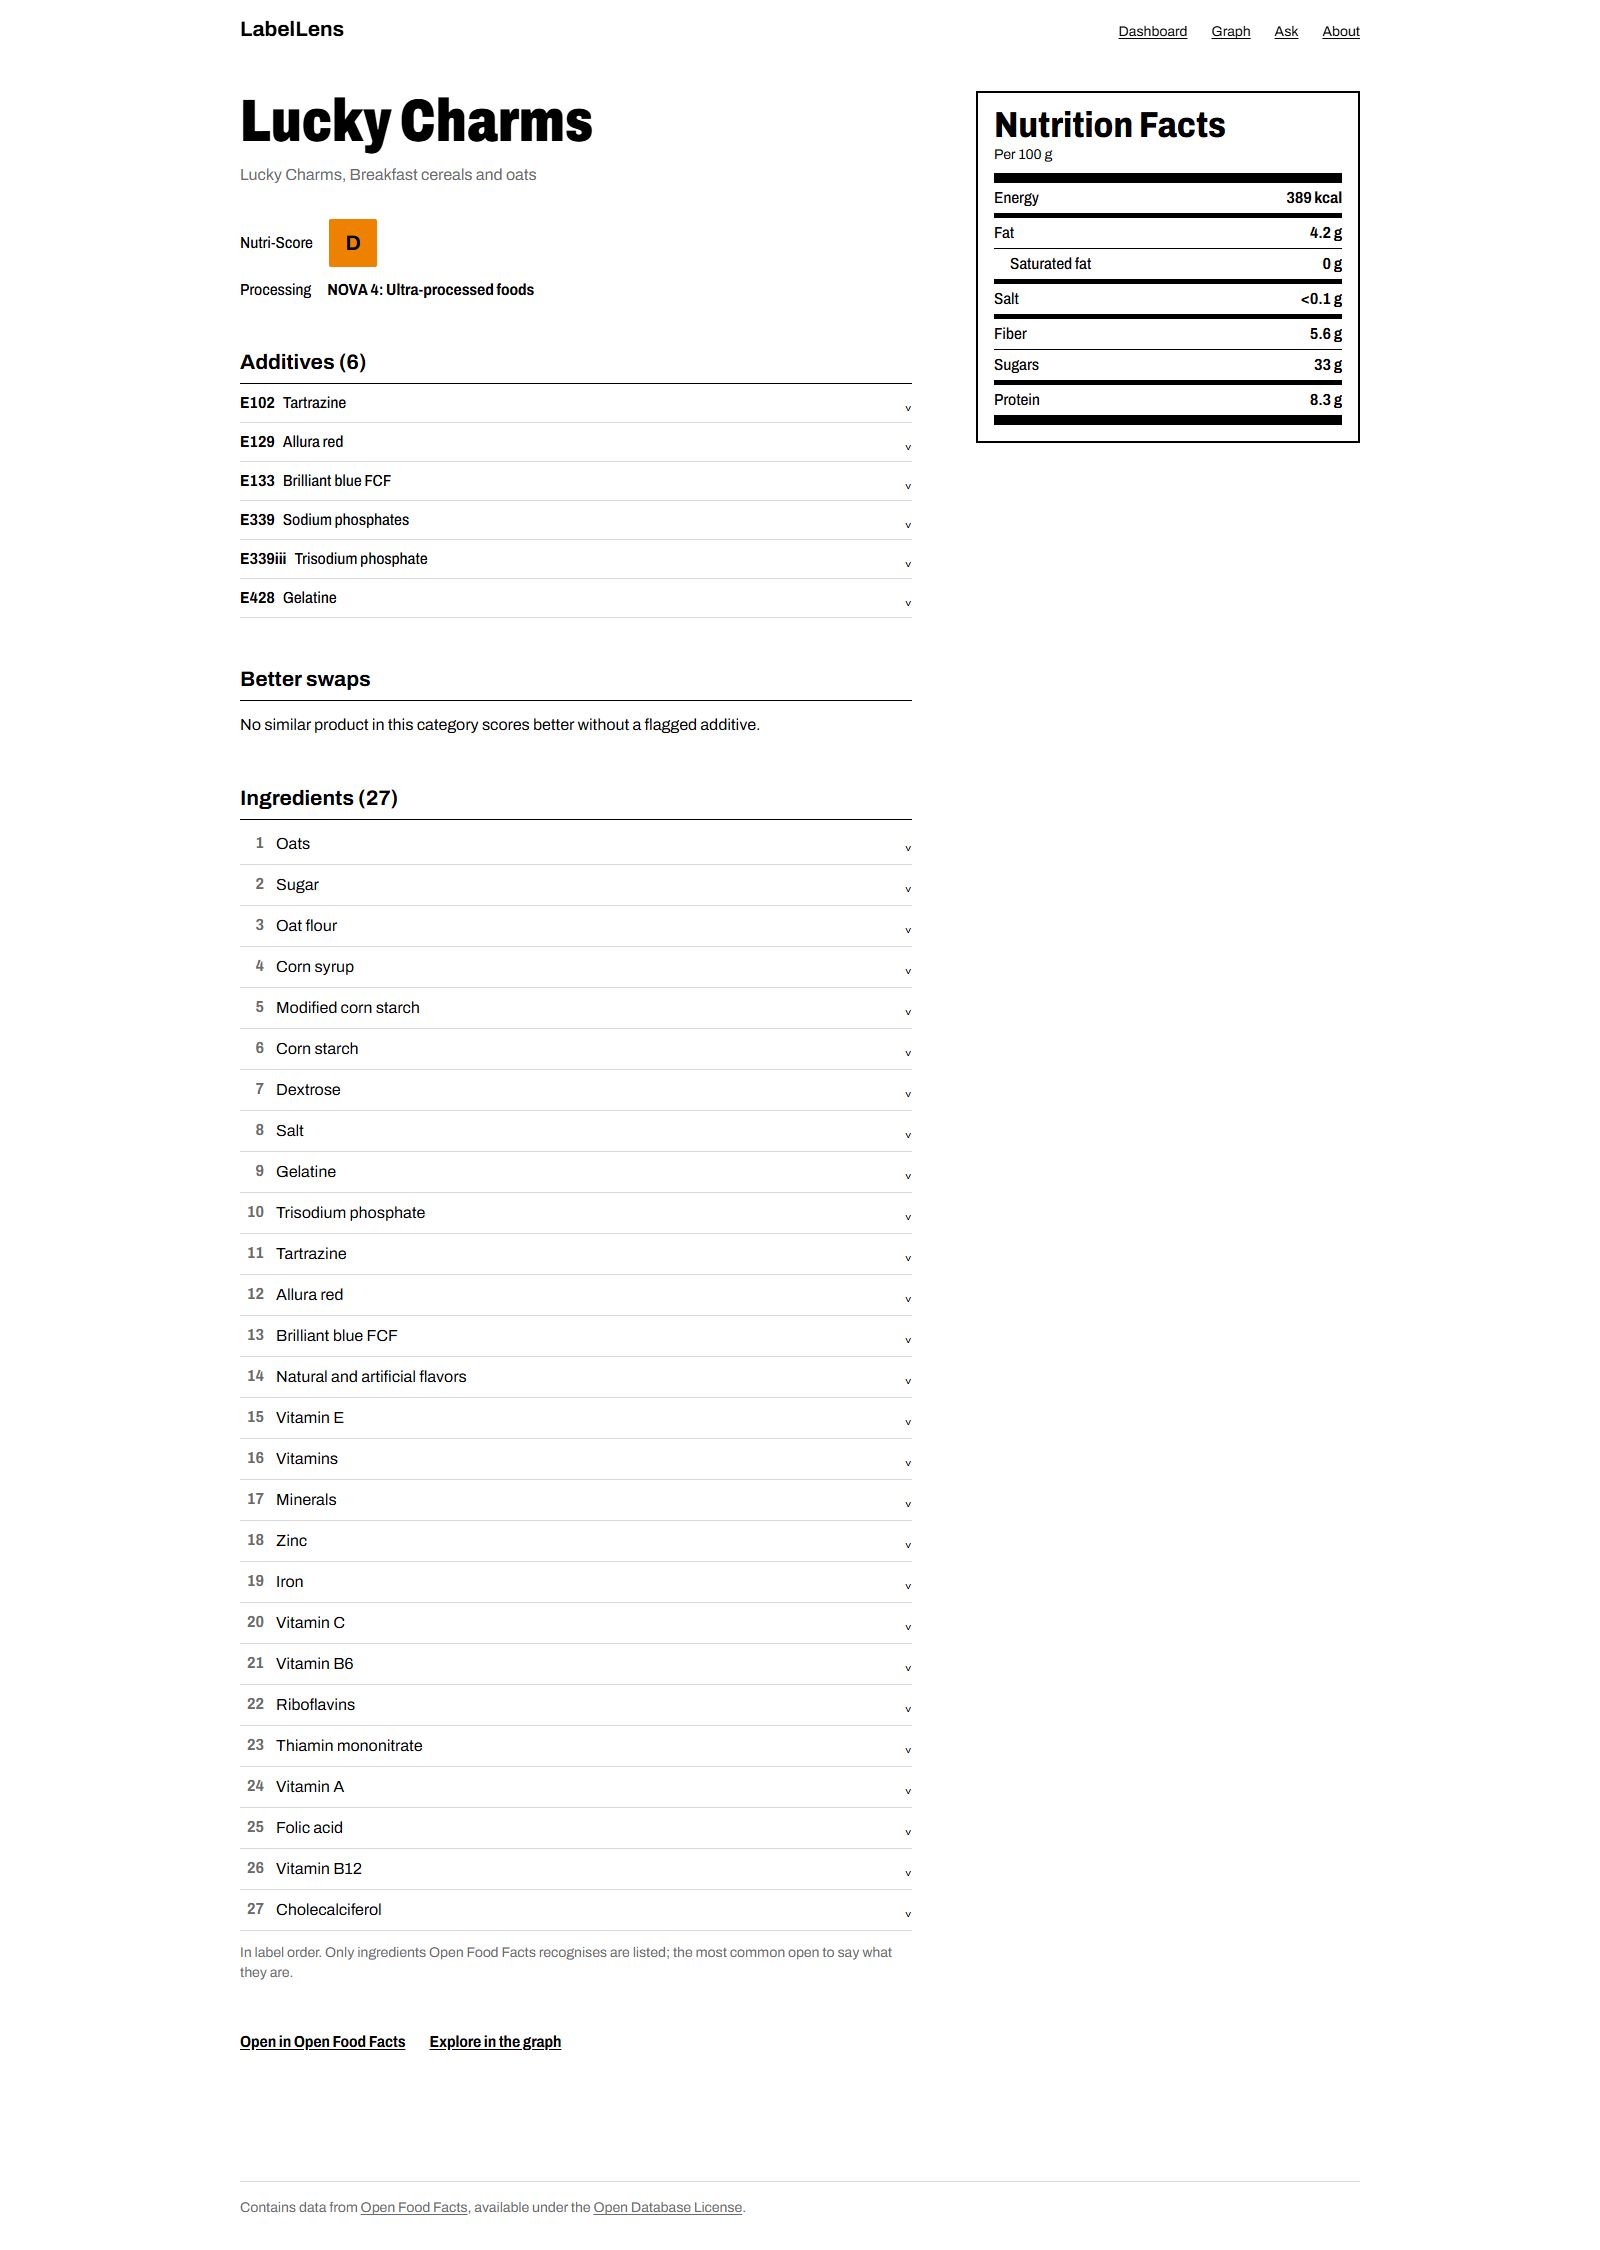 LabelLens
Dashboard Graph Ask About
Lucky Charms
Lucky Charms, Breakfast cereals and oats
Nutri-Score D
Processing NOVA 4: Ultra-processed foods
Additives (6)
E102 Tartrazine v
E129 Allura red v
E133 Brilliant blue FCF v
E339 Sodium phosphates v
E339iii Trisodium phosphate v
E428 Gelatine v
Better swaps
No similar product in this category scores better without a flagged additive.
Ingredients (27)
1 Oats v
2 Sugar v
3 Oat flour v
4 Corn syrup v
5 Modified corn starch v
6 Corn starch v
7 Dextrose v
8 Salt v
9 Gelatine v
10 Trisodium phosphate v
11 Tartrazine v
12 Allura red v
13 Brilliant blue FCF v
14 Natural and artificial flavors v
15 Vitamin E v
16 Vitamins v
17 Minerals v
18 Zinc v
19 Iron v
20 Vitamin C v
21 Vitamin B6 v
22 Riboflavins v
23 Thiamin mononitrate v
24 Vitamin A v
25 Folic acid v
26 Vitamin B12 v
27 Cholecalciferol v
In label order. Only ingredients Open Food Facts recognises are listed; the most common open to say what
they are.
Open in Open Food Facts Explore in the graph
Nutrition Facts
Per 100 g
Energy 389 kcal
Fat 4.2 g
Saturated fat 0 g
Salt <0.1 g
Fiber 5.6 g
Sugars 33 g
Protein 8.3 g
Contains data from Open Food Facts, available under the Open Database License.